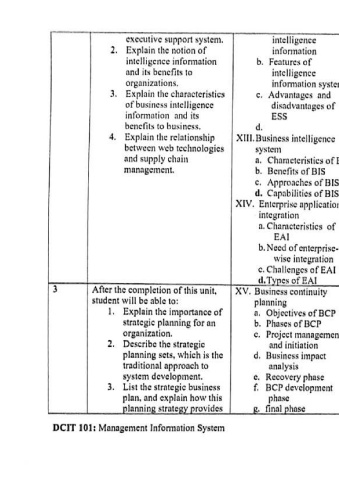 executive support system.
2. Explain the notion of
intelligence information
and its benefits to
organizations.
3. Explain the characteristics
of business intelligence
information and its
benefits to business.
4. Explain the relationship
between web technologies
and supply chain
management.
intelligence
information
b. Features of
intelligence
information
c. Advantages and
disadvantages of
ESS
d.
XIII. Business intelligence
system
a. Characteristics of
b. Benefits of BIS
c. Approaches of BIS
d. Capabilities of BIS
XIV. Enterprise
integration
a. Characteristics of
EAI
b. Need of enterprise-
wise integration
c. Challenges of EAI
d. Types of EAI
3
After the completion of this unit,
student will be able to:
1. Explain the importance of
strategic planning for an
organization.
2. Describe the strategic
planning sets, which is the
traditional approach to
system development.
3. List the strategic business
plan, and explain how this
planning strategy provides
XV. Business continuity
planning
a. Objectives of BCP
b. Phases of BCP
c. Project
and initiation
d. Business impact
analysis
e. Recovery phase
f. BCP development
phase
g. final phase
DCIT 101: Management Information System